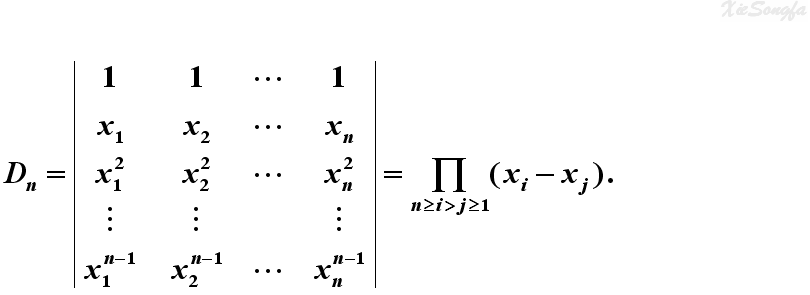 XieSongfa
D_n = | 1 1 ⋯ 1 |
| x_1 x_2 ⋯ x_n |
| x_1^2 x_2^2 ⋯ x_n^2 | = ∏_{n≥i>j≥1} (x_i − x_j).
| ⋮ ⋮ ⋮ |
| x_1^{n−1} x_2^{n−1} ⋯ x_n^{n−1} |